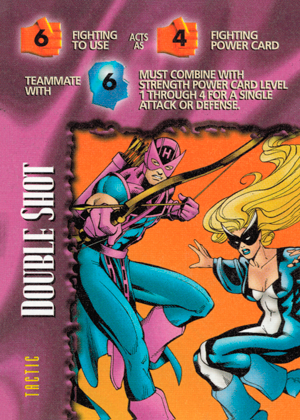 6 FIGHTING TO USE ACTS AS 4 FIGHTING POWER CARD
TEAMMATE WITH 6 MUST COMBINE WITH
STRENGTH POWER CARD LEVEL
1 THROUGH 4 FOR A SINGLE
ATTACK OR DEFENSE.
H
DOUBLE SHOT
TACTIC